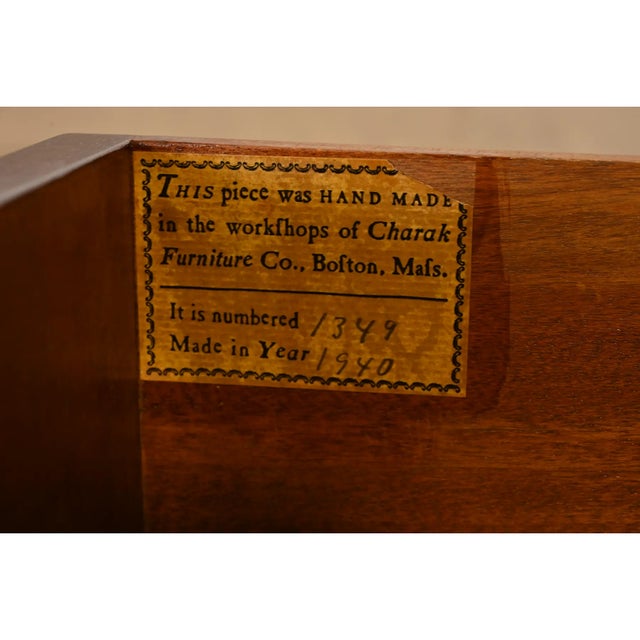 THIS piece was HAND MADE
in the workſhops of Charak
Furniture Co., Boſton, Maſs.
It is numbered 1349
Made in Year 1940